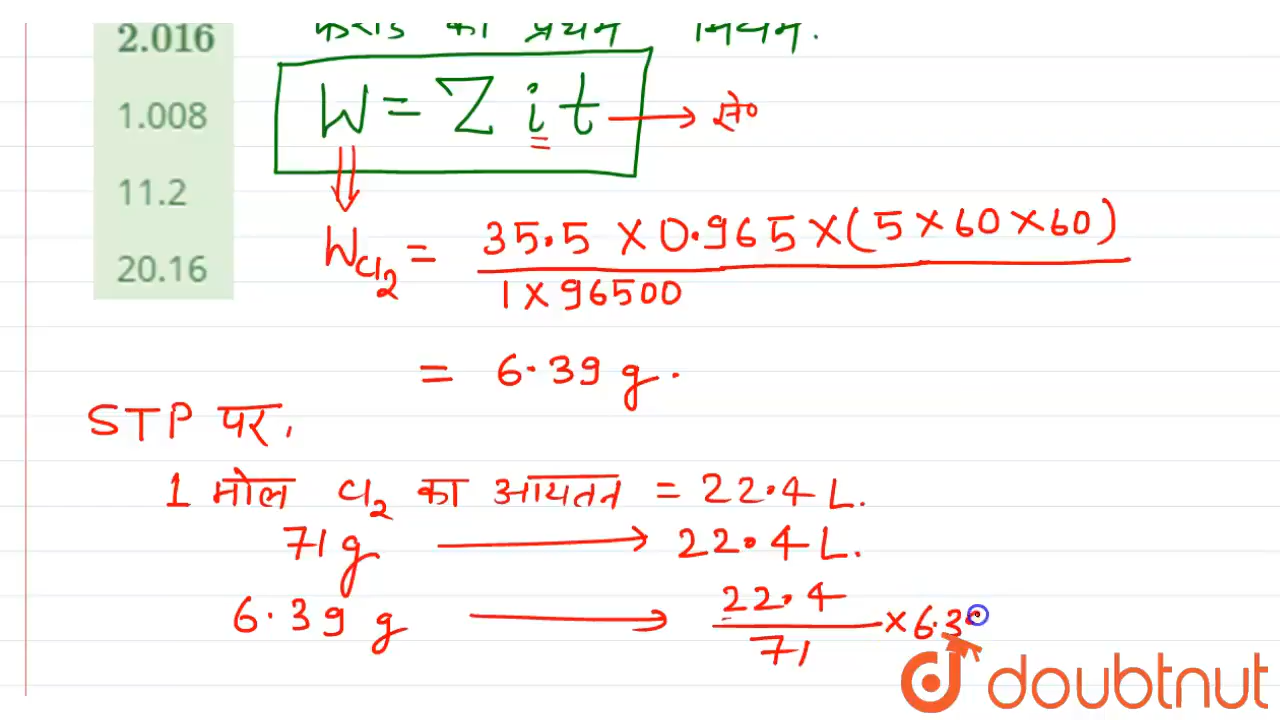 2.016
1.008
11.2
20.16
का प्रथम नियम.
W = Z i t → से०
W Cl2 = 35.5 × 0.965 × (5 × 60 × 60)
1 × 96500
= 6.39 g.
STP पर,
1 मोल Cl2 का आयतन = 22.4 L.
71 g → 22.4 L.
6.39 g → 22.4
71
× 6.3
doubtnut